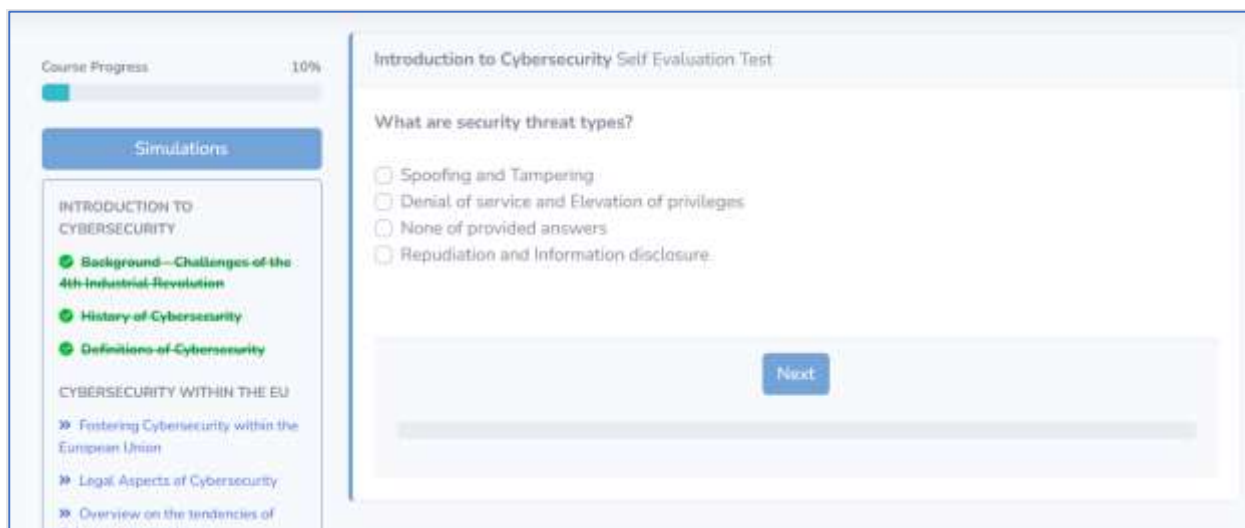 Course Progress 10%
Simulations
INTRODUCTION TO
CYBERSECURITY
Background - Challenges of the
4th Industrial Revolution
History of Cybersecurity
Definitions of Cybersecurity
CYBERSECURITY WITHIN THE EU
Fostering Cybersecurity within the
European Union
Legal Aspects of Cybersecurity
Overview on the tendencies of
Introduction to Cybersecurity Self Evaluation Test
What are security threat types?
Spoofing and Tampering
Denial of service and Elevation of privileges
None of provided answers
Repudiation and Information disclosure
Next